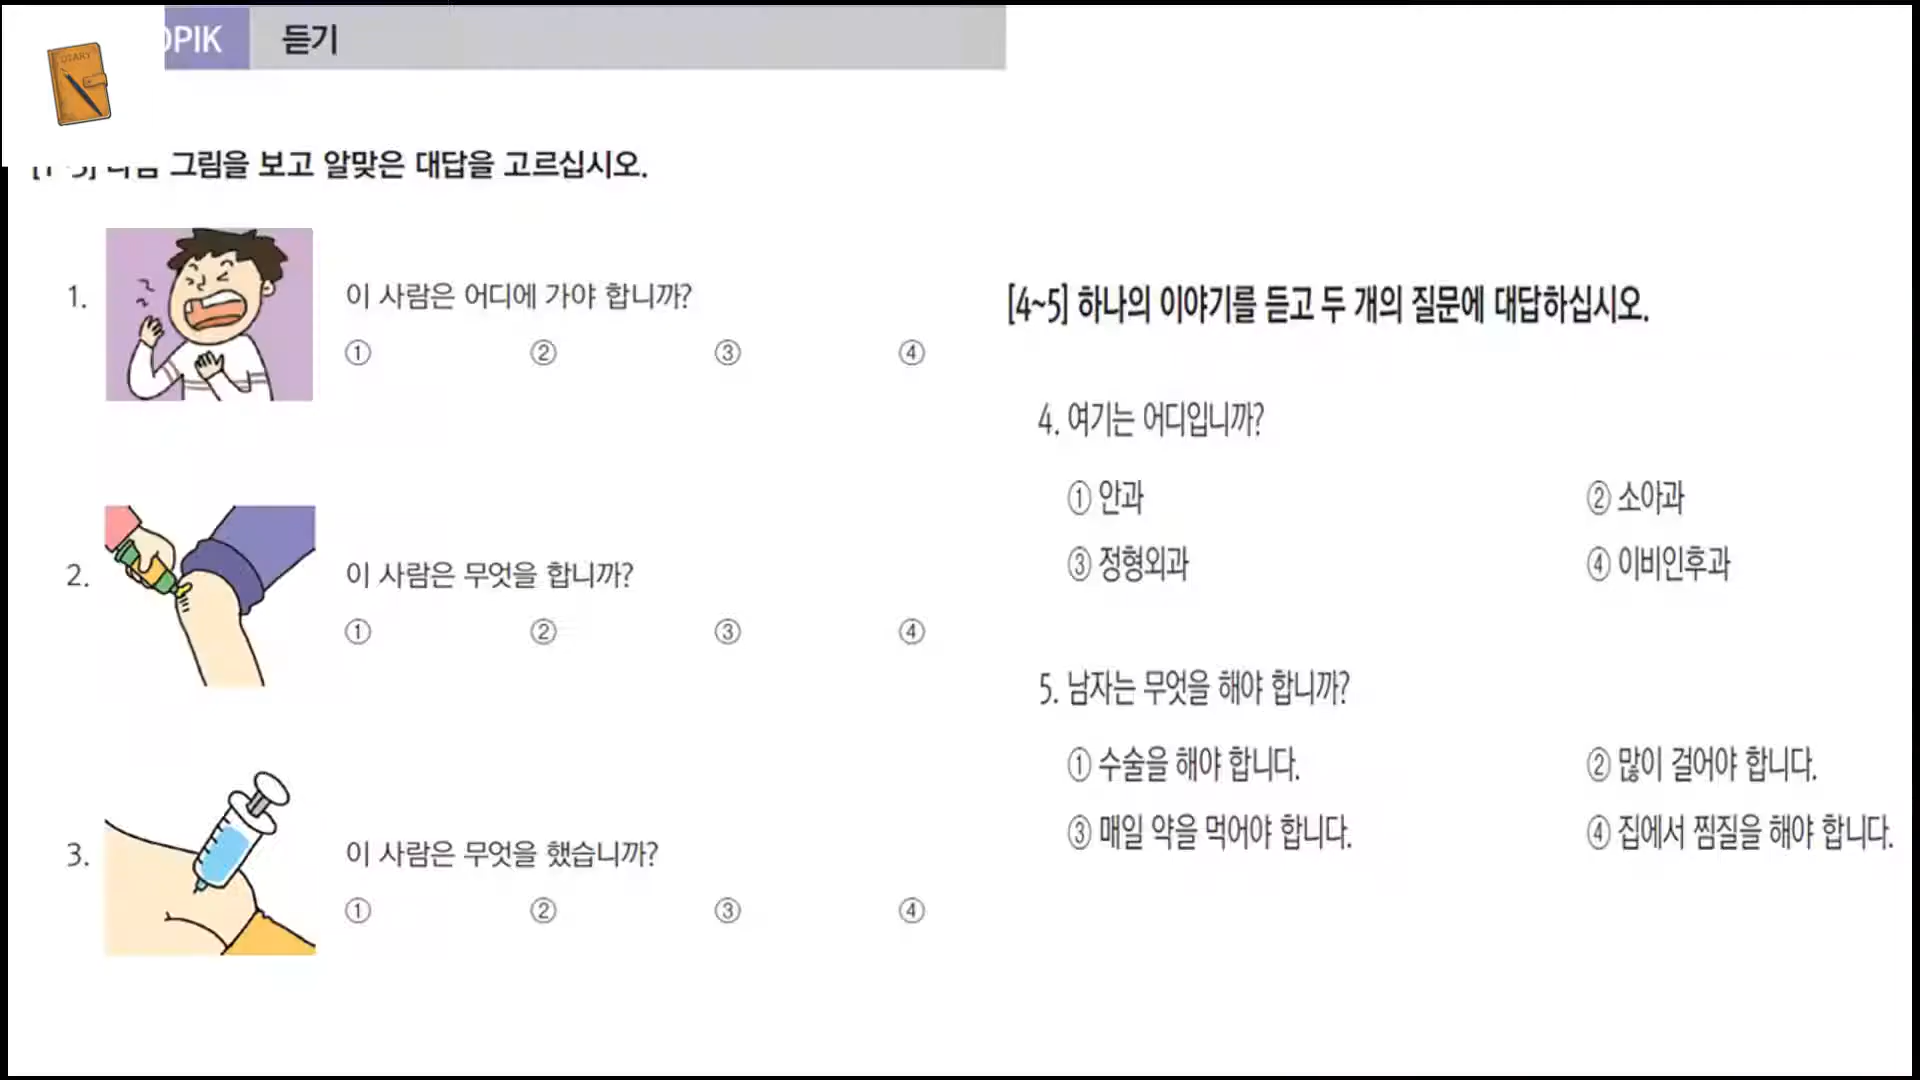 OPIK 듣기
DIARY
그림을 보고 알맞은 대답을 고르십시오.
1. 이 사람은 어디에 가야 합니까?
① ② ③ ④
2. 이 사람은 무엇을 합니까?
① ② ③ ④
3. 이 사람은 무엇을 했습니까?
① ② ③ ④
[4~5] 하나의 이야기를 듣고 두 개의 질문에 대답하십시오.
4. 여기는 어디입니까?
① 안과 ② 소아과
③ 정형외과 ④ 이비인후과
5. 남자는 무엇을 해야 합니까?
① 수술을 해야 합니다. ② 많이 걸어야 합니다.
③ 매일 약을 먹어야 합니다. ④ 집에서 찜질을 해야 합니다.